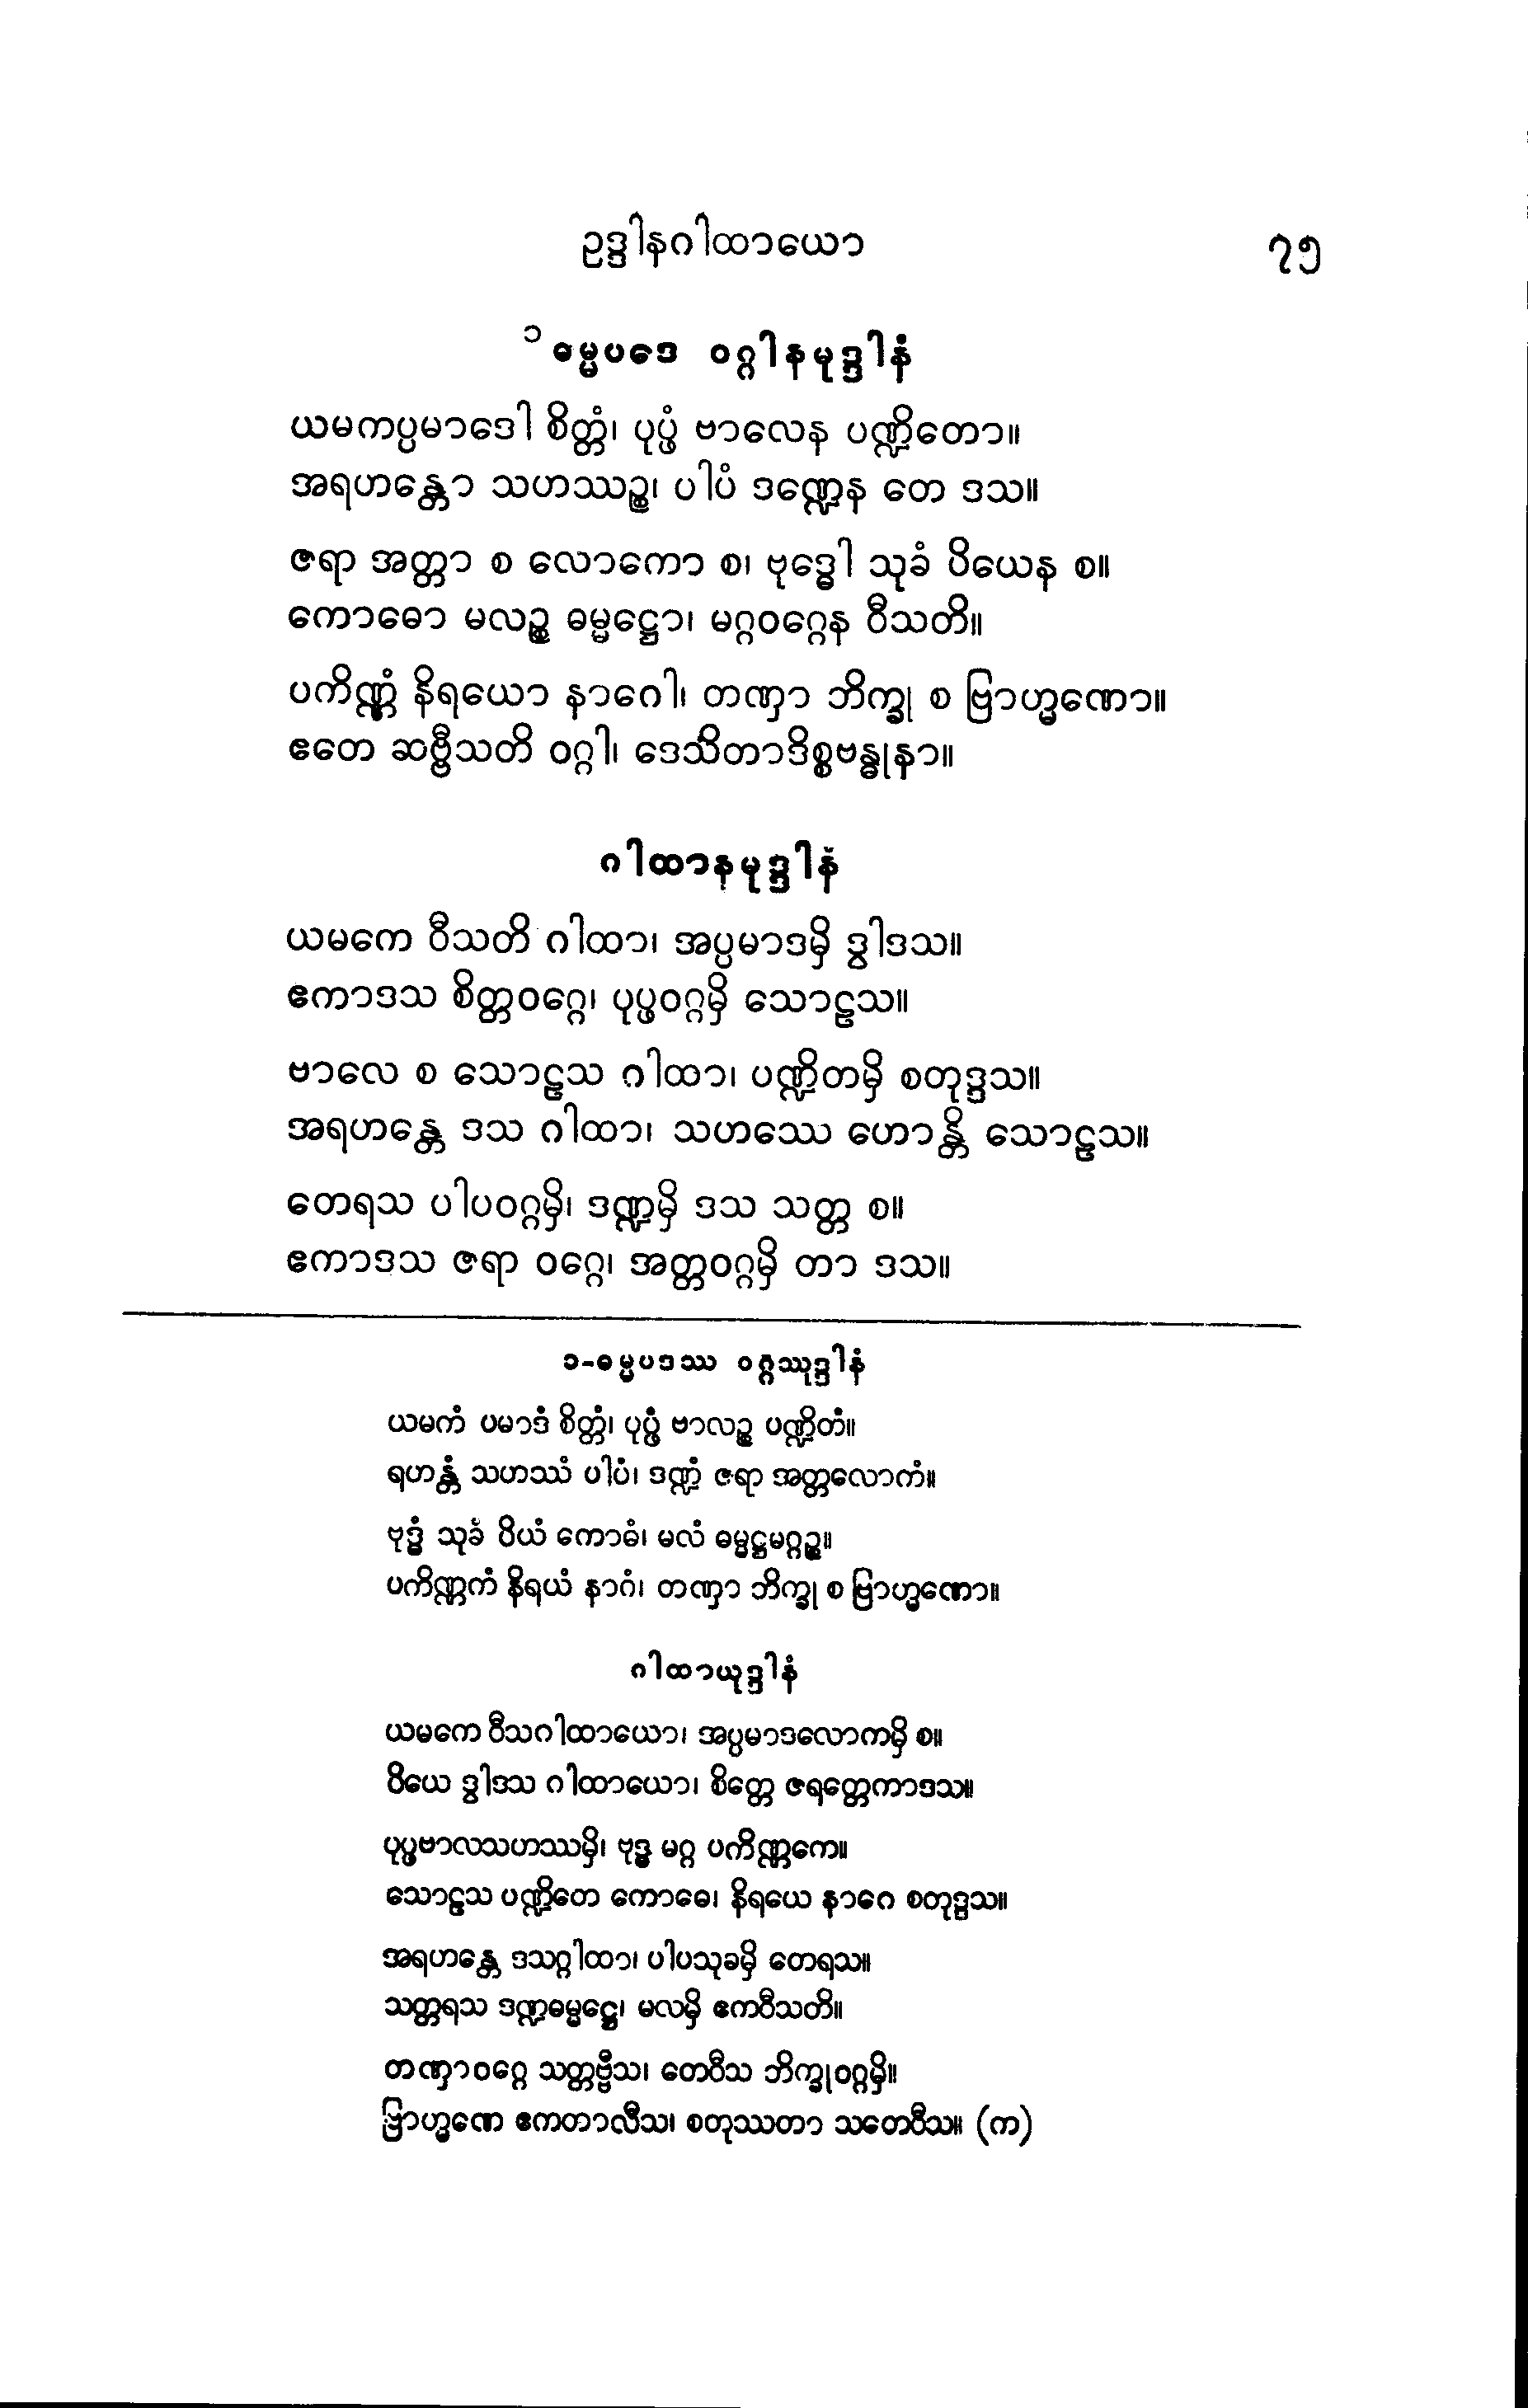 ဥဒ္ဒါနဂါထာယော ၇၅
၁ ဓမ္မပဒေ ဝဂ္ဂါနမုဒ္ဒါနံ
ယမကပ္ပမာဒေါ စိတ္တံ၊ ပုပ္ဖံ ဗာလေန ပဏ္ဍိတော။
အရဟန္တော သဟဿဉ္စ၊ ပါပံ ဒဏ္ဍေန တေ ဒသ။
ဇရာ အတ္တာ စ လောကော စ၊ ဗုဒ္ဓေါ သုခံ ပိယေန စ။
ကောဓော မလဉ္စ ဓမ္မဋ္ဌော၊ မဂ္ဂဝဂ္ဂေန ဝီသတိ။
ပကိဏ္ဏံ နိရယော နာဂေါ၊ တဏှာ ဘိက္ခု စ ဗြာဟ္မဏော။
ဧတေ ဆဗ္ဗီသတိ ဝဂ္ဂါ၊ ဒေသိတာဒိစ္စဗန္ဓုနာ။
ဂါထာနမုဒ္ဒါနံ
ယမကေ ဝီသတိ ဂါထာ၊ အပ္ပမာဒမှိ ဒွါဒသ။
ဧကာဒသ စိတ္တဝဂ္ဂေ၊ ပုပ္ဖဝဂ္ဂမှိ သောဠသ။
ဗာလေ စ သောဠသ ဂါထာ၊ ပဏ္ဍိတမှိ စတုဒ္ဒသ။
အရဟန္တေ ဒသ ဂါထာ၊ သဟဿေ ဟောန္တိ သောဠသ။
တေရသ ပါပဝဂ္ဂမှိ၊ ဒဏ္ဍမှိ ဒသ သတ္တ စ။
ဧကာဒသ ဇရာ ဝဂ္ဂေ၊ အတ္တဝဂ္ဂမှိ တာ ဒသ။
၁-ဓမ္မပဒဿ ဝဂ္ဂဿုဒ္ဒါနံ
ယမကံ ပမာဒံ စိတ္တံ၊ ပုပ္ဖံ ဗာလဉ္စ ပဏ္ဍိတံ။
ရဟန္တံ သဟဿံ ပါပံ၊ ဒဏ္ဍံ ဇရာ အတ္တလောကံ။
ဗုဒ္ဓံ သုခံ ပိယံ ကောဓံ၊ မလံ ဓမ္မဋ္ဌမဂ္ဂဉ္စ။
ပကိဏ္ဏကံ နိရယံ နာဂံ၊ တဏှာ ဘိက္ခု စ ဗြာဟ္မဏော။
ဂါထာယုဒ္ဒါနံ
ယမကေ ဝီသဂါထာယော၊ အပ္ပမာဒလောကမှိ စ။
ပိယေ ဒွါဒသ ဂါထာယော၊ စိတ္တေ ဇရတ္တေကာဒသ။
ပုပ္ဖဗာလသဟဿမှိ၊ ဗုဒ္ဓ မဂ္ဂ ပကိဏ္ဏကေ။
သောဠသ ပဏ္ဍိတေ ကောဓေ၊ နိရယေ နာဂေ စတုဒ္ဒသ။
အရဟန္တေ ဒသဂ္ဂါထာ၊ ပါပသုခမှိ တေရသ။
သတ္တရသ ဒဏ္ဍဓမ္မဋ္ဌေ၊ မလမှိ ဧကဝီသတိ။
တဏှာဝဂ္ဂေ သတ္တဗ္ဗီသ၊ တေဝီသ ဘိက္ခုဝဂ္ဂမှိ။
ဗြာဟ္မဏေ ဧကတာလီသ၊ စတုဿတာ သတေဝီသ။ (က)